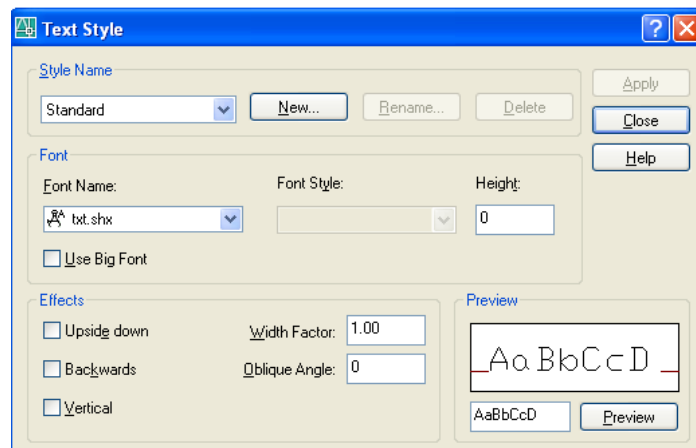 Text Style
Style Name
Standard
New...
Rename...
Delete
Apply
Close
Help
Font
Font Name:
Font Style:
Height:
txt.shx
0
Use Big Font
Effects
Upside down
Width Factor:
1.00
Backwards
Oblique Angle:
0
Vertical
Preview
AaBbCcD
AaBbCcD
Preview